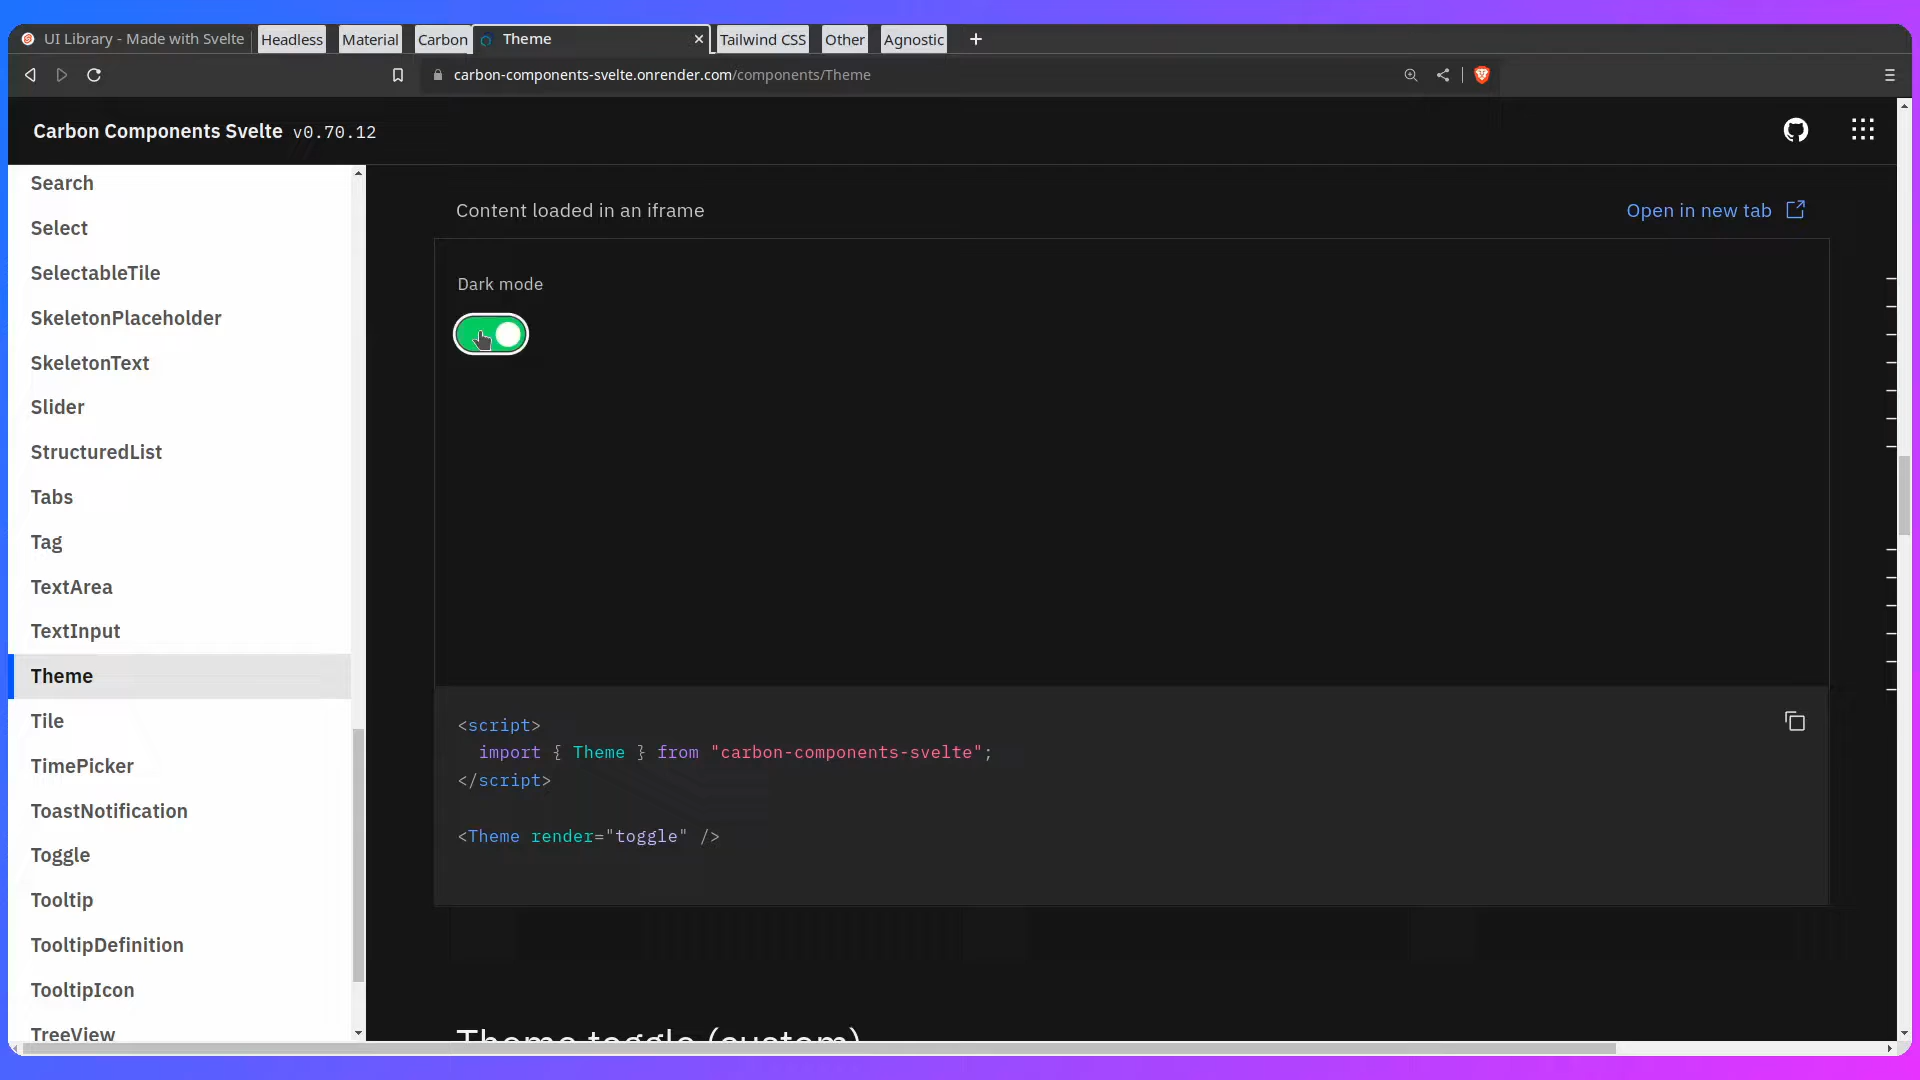 UI Library - Made with Svelte
Headless
Material
Carbon
Theme
Tailwind CSS
Other
Agnostic
carbon-components-svelte.onrender.com/components/Theme
Carbon Components Svelte v0.70.12
Search
Select
SelectableTile
SkeletonPlaceholder
SkeletonText
Slider
StructuredList
Tabs
Tag
TextArea
TextInput
Theme
Tile
TimePicker
ToastNotification
Toggle
Tooltip
TooltipDefinition
TooltipIcon
TreeView
Content loaded in an iframe
Open in new tab
Dark mode
<script>
import { Theme } from "carbon-components-svelte";
</script>
<Theme render="toggle" />
Theme toggle (custom)